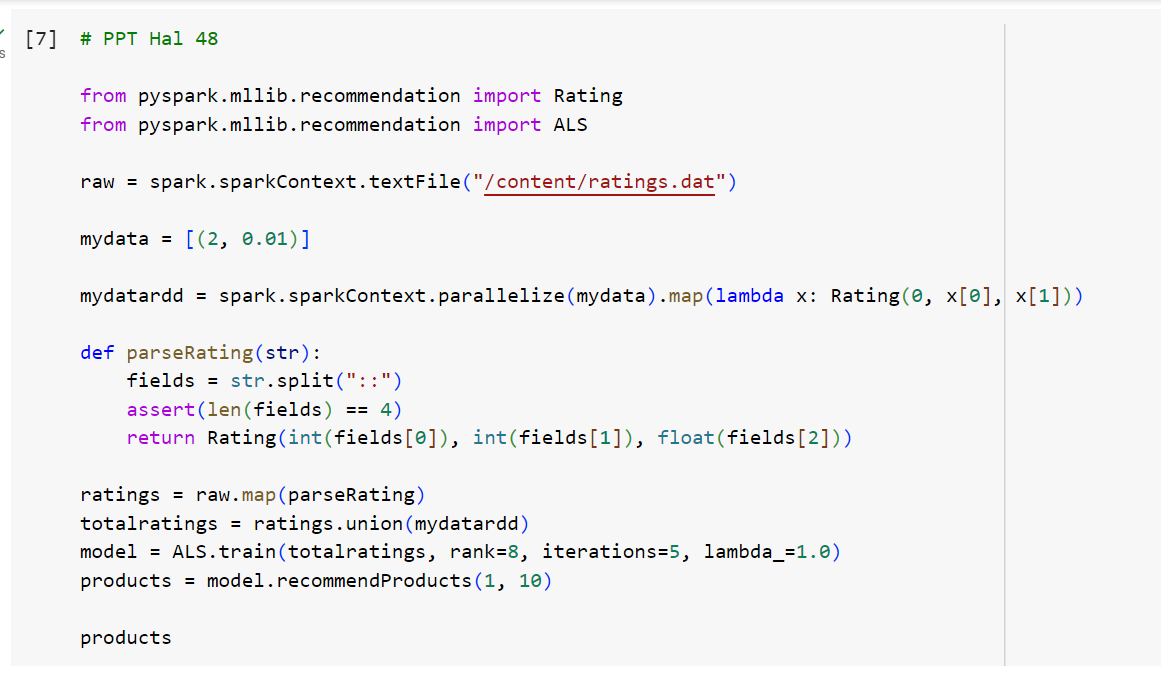 [7] # PPT Hal 48
s
from pyspark.mllib.recommendation import Rating
from pyspark.mllib.recommendation import ALS
raw = spark.sparkContext.textFile("/content/ratings.dat")
mydata = [(2, 0.01)]
mydatardd = spark.sparkContext.parallelize(mydata).map(lambda x: Rating(0, x[0], x[1]))
def parseRating(str):
    fields = str.split("::")
    assert(len(fields) == 4)
    return Rating(int(fields[0]), int(fields[1]), float(fields[2]))
ratings = raw.map(parseRating)
totalratings = ratings.union(mydatardd)
model = ALS.train(totalratings, rank=8, iterations=5, lambda_=1.0)
products = model.recommendProducts(1, 10)
products